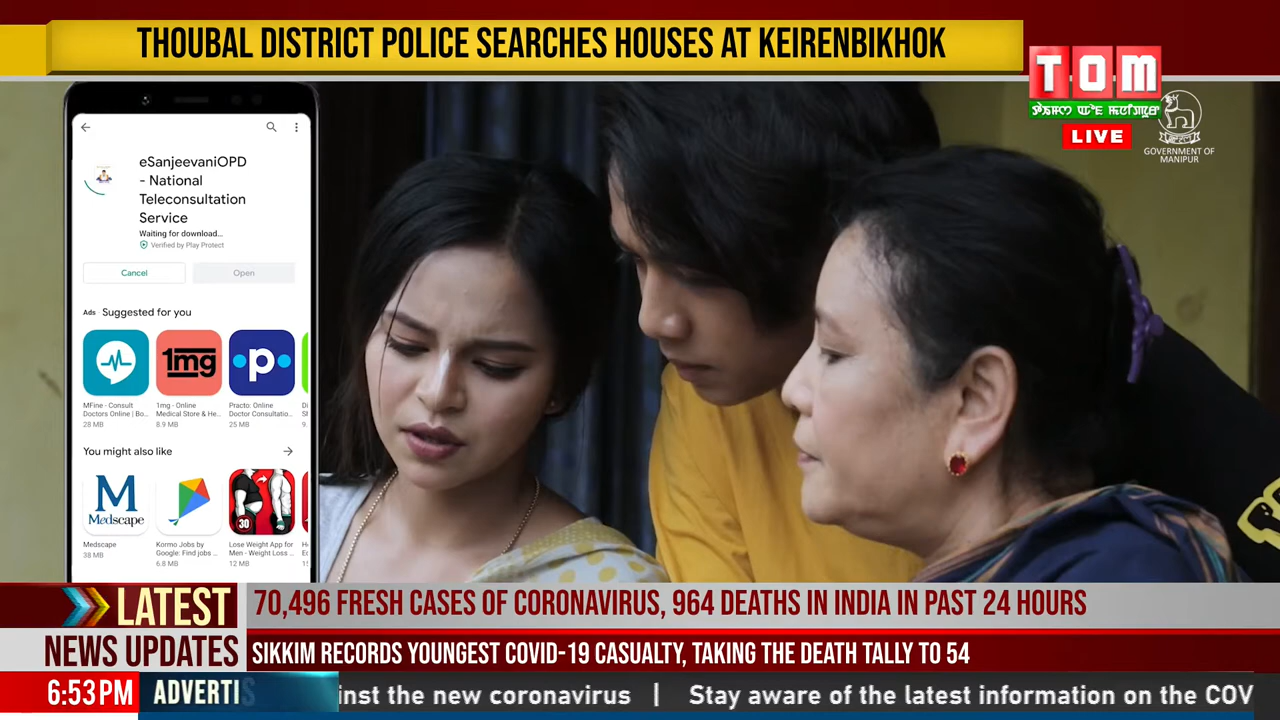 THOUBAL DISTRICT POLICE SEARCHES HOUSES AT KEIRENBIKHOK
TOM
LIVE
GOVERNMENT OF
MANIPUR
eSanjeevaniOPD
- National
Teleconsultation
Service
Waiting for download...
Verified by Play Protect
Cancel
Open
Ads Suggested for you
1mg
p
MFine - Consult
Doctors Online | Bo...
28 MB
1mg - Online
Medical Store & He...
8.9 MB
Practo: Online
Doctor Consultatio...
25 MB
You might also like
M
Medscape
30
Medscape
38 MB
Kormo Jobs by
Google: Find jobs ...
6.8 MB
Lose Weight App for
Men - Weight Loss ...
12 MB
LATEST
NEWS UPDATES
70,496 FRESH CASES OF CORONAVIRUS, 964 DEATHS IN INDIA IN PAST 24 HOURS
SIKKIM RECORDS YOUNGEST COVID-19 CASUALTY, TAKING THE DEATH TALLY TO 54
6:53 PM
ADVERTIS
inst the new coronavirus | Stay aware of the latest information on the COV